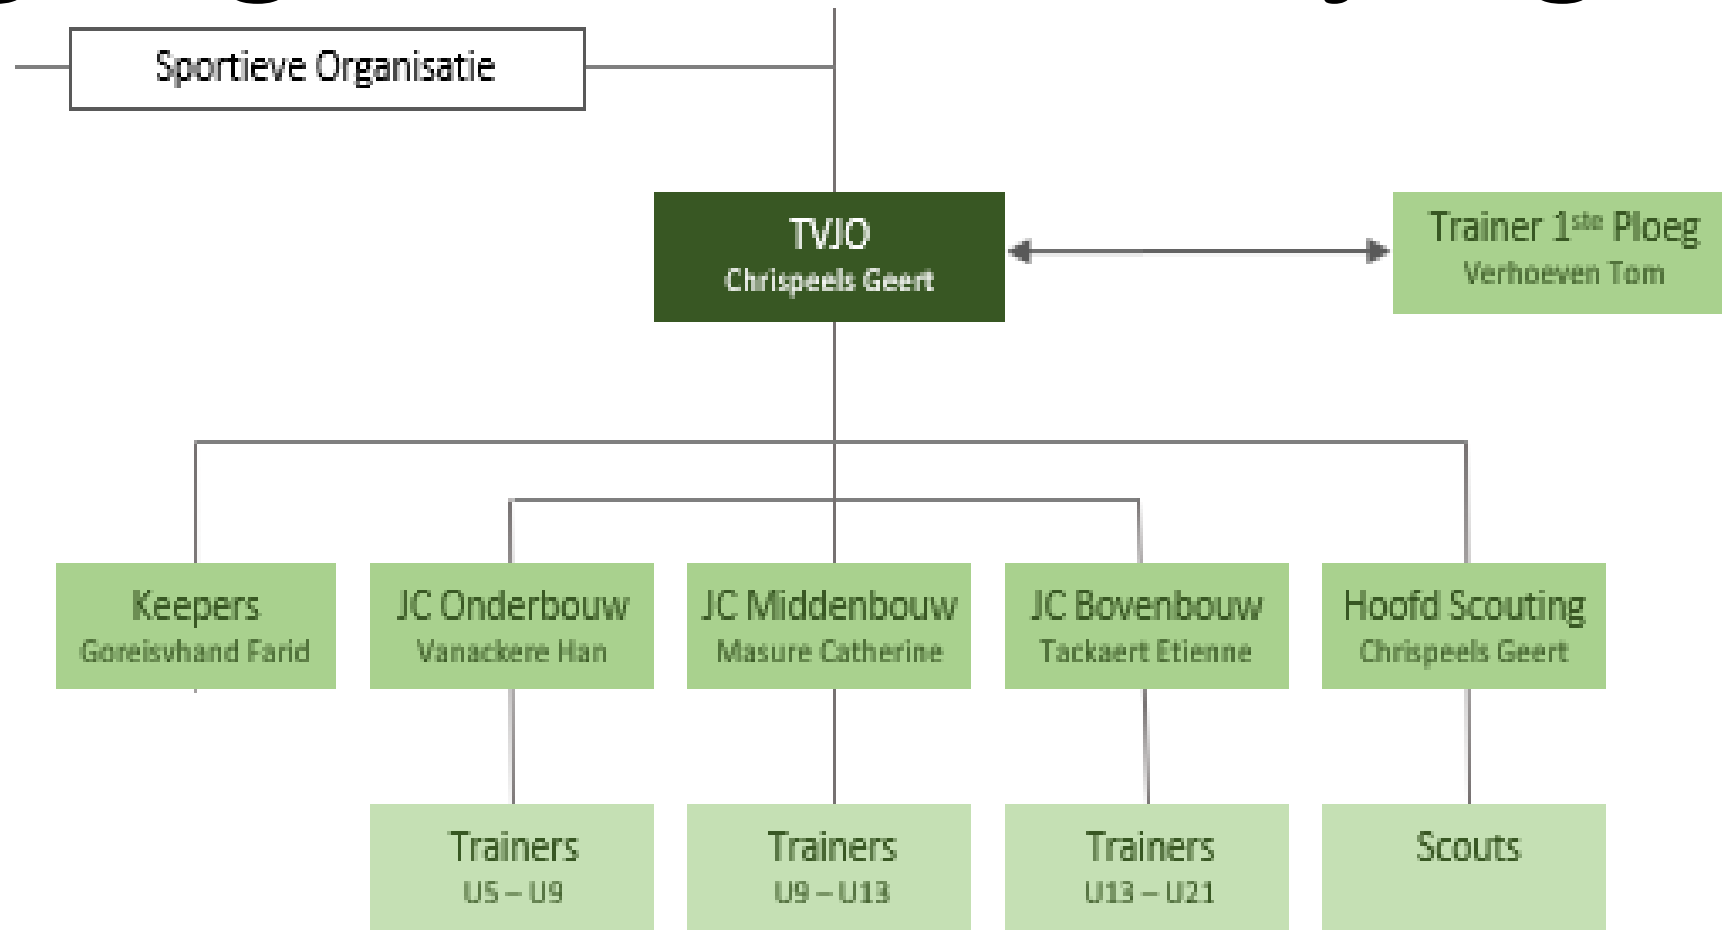 Sportieve Organisatie
TVJO
Chrispeels Geert
Trainer 1ste Ploeg
Verhoeven Tom
Keepers
Goreisvhand Farid
JC Onderbouw
Vanackere Han
JC Middenbouw
Masure Catherine
JC Bovenbouw
Tackaert Etienne
Hoofd Scouting
Chrispeels Geert
Trainers
U5 – U9
Trainers
U9 – U13
Trainers
U13 – U21
Scouts